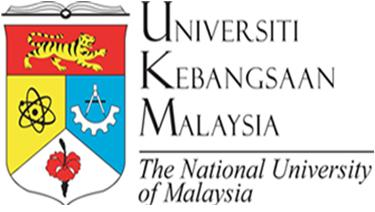 UNIVERSITI
KEBANGSAAN
MALAYSIA
The National University
of Malaysia